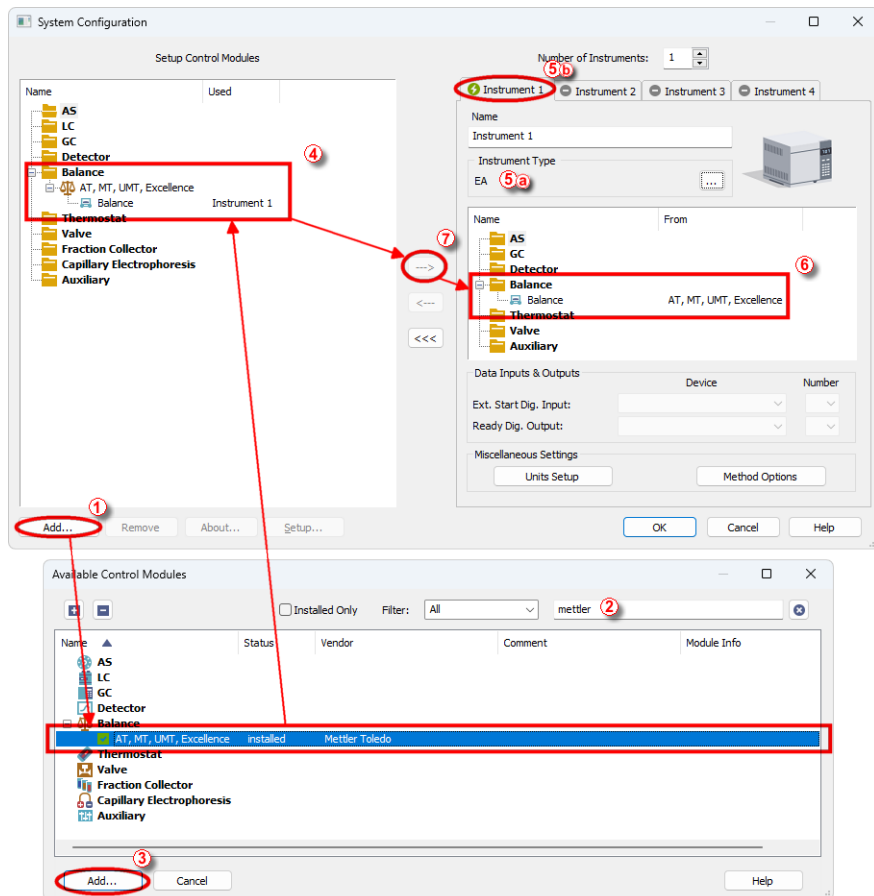 System Configuration
Setup Control Modules
Number of Instruments: 1
5 b
Name Used
Instrument 1 Instrument 2 Instrument 3 Instrument 4
AS
LC
GC
Detector
Balance
AT, MT, UMT, Excellence
Balance Instrument 1
Thermostat
Valve
Fraction Collector
Capillary Electrophoresis
Auxiliary
4
Name
Instrument 1
Instrument Type
EA 5 a ...
7
--->
<---
<<<
Name From
AS
GC
Detector
Balance
Balance AT, MT, UMT, Excellence
Thermostat
Valve
Auxiliary
6
Data Inputs & Outputs
Device Number
Ext. Start Dig. Input:
Ready Dig. Output:
Miscellaneous Settings
Units Setup Method Options
1
Add... Remove About... Setup...
OK Cancel Help
Available Control Modules
Installed Only Filter: All mettler 2
Name Status Vendor Comment Module Info
AS
LC
GC
Detector
Balance
AT, MT, UMT, Excellence installed Mettler Toledo
Thermostat
Valve
Fraction Collector
Capillary Electrophoresis
Auxiliary
3
Add... Cancel Help